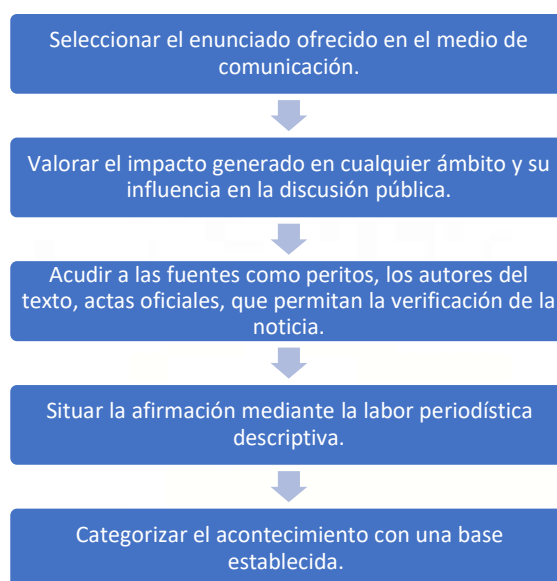 Seleccionar el enunciado ofrecido en el medio de
comunicación.
Valorar el impacto generado en cualquier ámbito y su
influencia en la discusión pública.
Acudir a las fuentes como peritos, los autores del
texto, actas oficiales, que permitan la verificación de la
noticia.
Situar la afirmación mediante la labor periodística
descriptiva.
Categorizar el acontecimiento con una base
establecida.